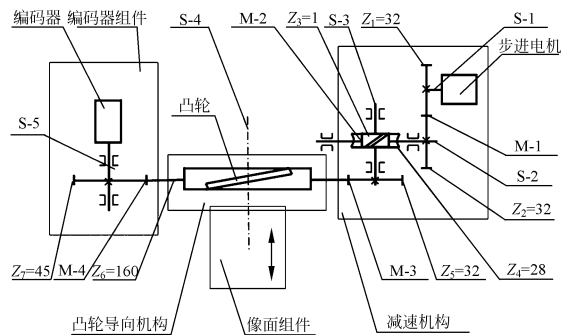 编码器 编码器组件 S-4 M-2 Z3=1 S-3 Z1=32 S-1
步进电机
凸轮
S-5
M-1
S-2
Z2=32
Z7=45 M-4 Z6=160 M-3 Z5=32 Z4=28
凸轮导向机构 像面组件 减速机构